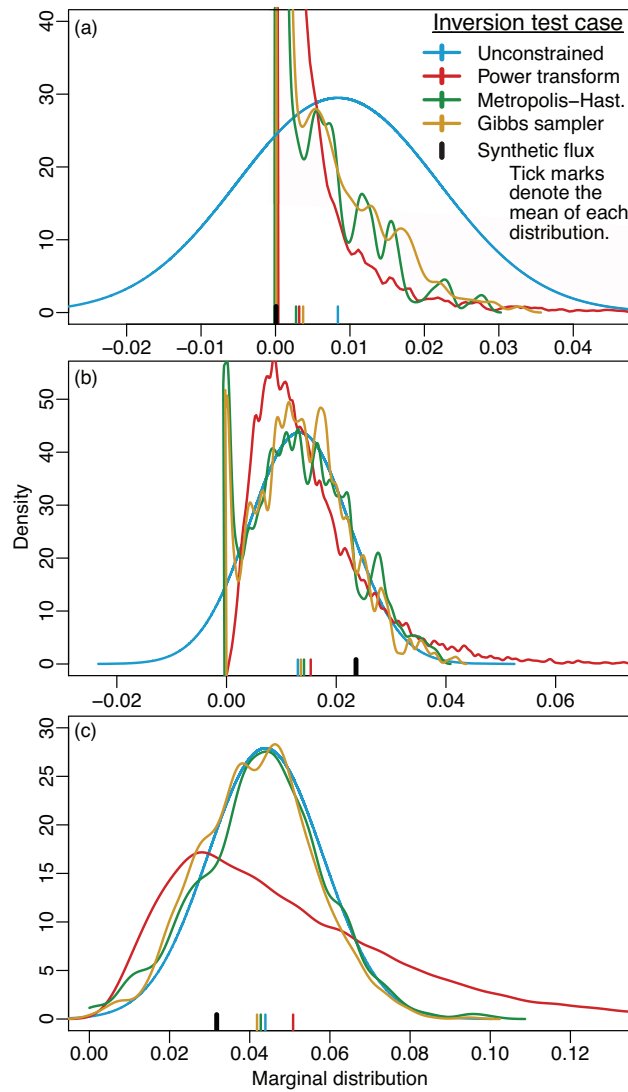 (a)
Inversion test case
Unconstrained
Power transform
Metropolis−Hast.
Gibbs sampler
Synthetic flux
Tick marks
denote the
mean of each
distribution.
40
30
20
10
0
−0.02
−0.01
0.00
0.01
0.02
0.03
0.04
(b)
50
40
30
20
10
0
Density
−0.02
0.00
0.02
0.04
0.06
(c)
30
25
20
15
10
5
0
0.00
0.02
0.04
0.06
0.08
0.10
0.12
Marginal distribution